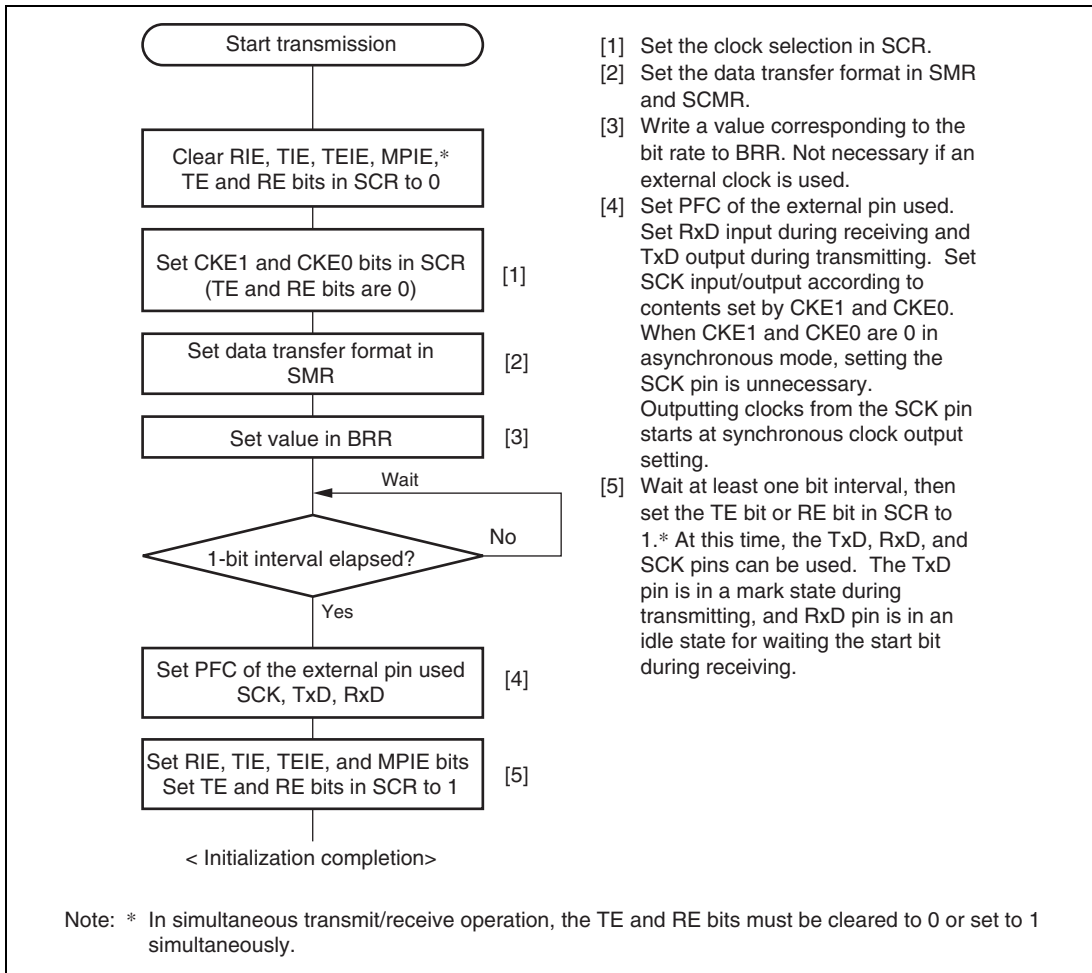 Start transmission
Clear RIE, TIE, TEIE, MPIE,*
TE and RE bits in SCR to 0
Set CKE1 and CKE0 bits in SCR
(TE and RE bits are 0)
[1]
Set data transfer format in
SMR
[2]
Set value in BRR
[3]
Wait
1-bit interval elapsed?
No
Yes
Set PFC of the external pin used
SCK, TxD, RxD
[4]
Set RIE, TIE, TEIE, and MPIE bits
Set TE and RE bits in SCR to 1
[5]
< Initialization completion>
[1] Set the clock selection in SCR.
[2] Set the data transfer format in SMR
and SCMR.
[3] Write a value corresponding to the
bit rate to BRR. Not necessary if an
external clock is used.
[4] Set PFC of the external pin used.
Set RxD input during receiving and
TxD output during transmitting. Set
SCK input/output according to
contents set by CKE1 and CKE0.
When CKE1 and CKE0 are 0 in
asynchronous mode, setting the
SCK pin is unnecessary.
Outputting clocks from the SCK pin
starts at synchronous clock output
setting.
[5] Wait at least one bit interval, then
set the TE bit or RE bit in SCR to
1.* At this time, the TxD, RxD, and
SCK pins can be used. The TxD
pin is in a mark state during
transmitting, and RxD pin is in an
idle state for waiting the start bit
during receiving.
Note: * In simultaneous transmit/receive operation, the TE and RE bits must be cleared to 0 or set to 1
simultaneously.